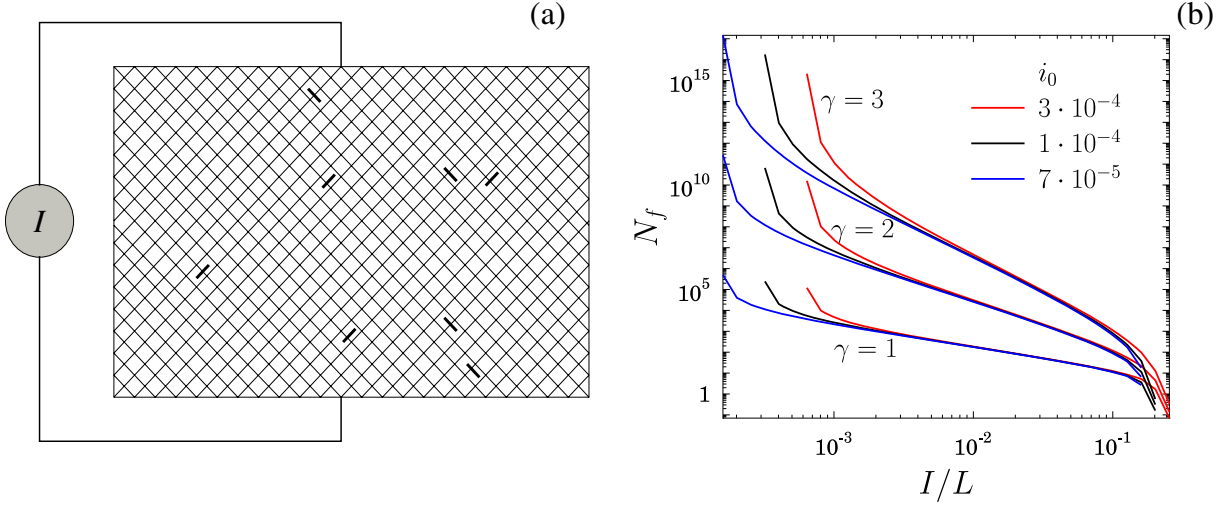 (a)
I
(b)
N_f
10^{15}
10^{10}
10^5
1
γ = 3
γ = 2
γ = 1
i_0
3 · 10^{-4}
1 · 10^{-4}
7 · 10^{-5}
10^{-3}
10^{-2}
10^{-1}
I/L